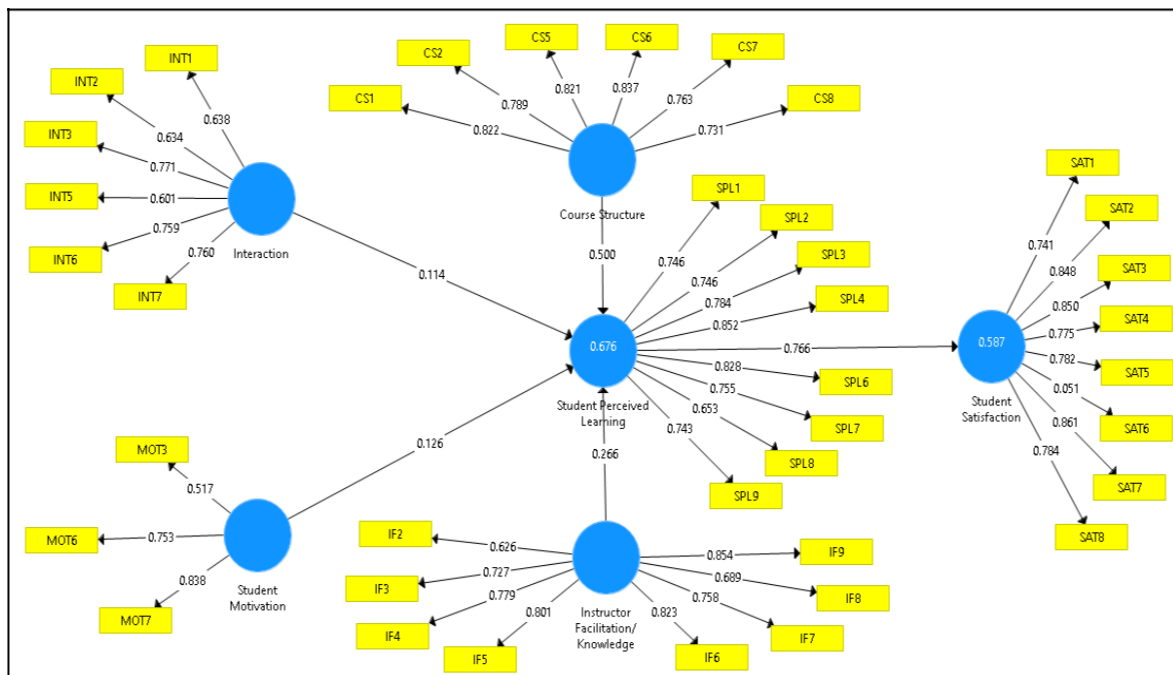 INT1
INT2
INT3
INT5
INT6
INT7
0.638
0.634
0.771
0.601
0.759
0.760
Interaction
CS1
CS2
CS5
CS6
CS7
CS8
0.822
0.789
0.821
0.837
0.763
0.731
Course Structure
0.500
0.114
SPL1
SPL2
SPL3
SPL4
SPL6
SPL7
SPL8
SPL9
0.746
0.746
0.784
0.852
0.828
0.755
0.653
0.743
0.676
Student Perceived
Learning
0.766
SAT1
SAT2
SAT3
SAT4
SAT5
SAT6
SAT7
SAT8
0.741
0.848
0.850
0.775
0.782
0.051
0.861
0.784
0.587
Student
Satisfaction
0.126
0.266
MOT3
MOT6
MOT7
0.517
0.753
0.838
Student
Motivation
IF2
IF3
IF4
IF5
IF6
IF7
IF8
IF9
0.626
0.727
0.779
0.801
0.823
0.758
0.689
0.854
Instructor
Facilitation/
Knowledge